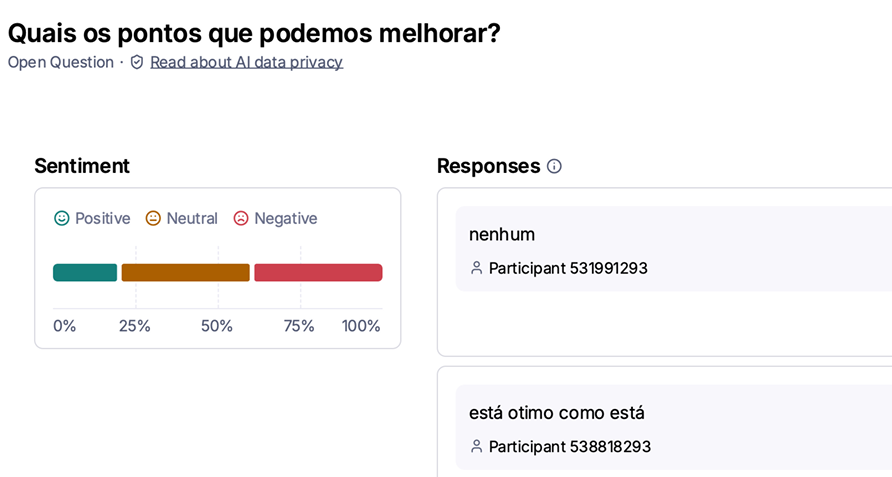 Quais os pontos que podemos melhorar?
Open Question · Read about AI data privacy
Sentiment
Positive Neutral Negative
0% 25% 50% 75% 100%
Responses
nenhum
Participant 531991293
está otimo como está
Participant 538818293